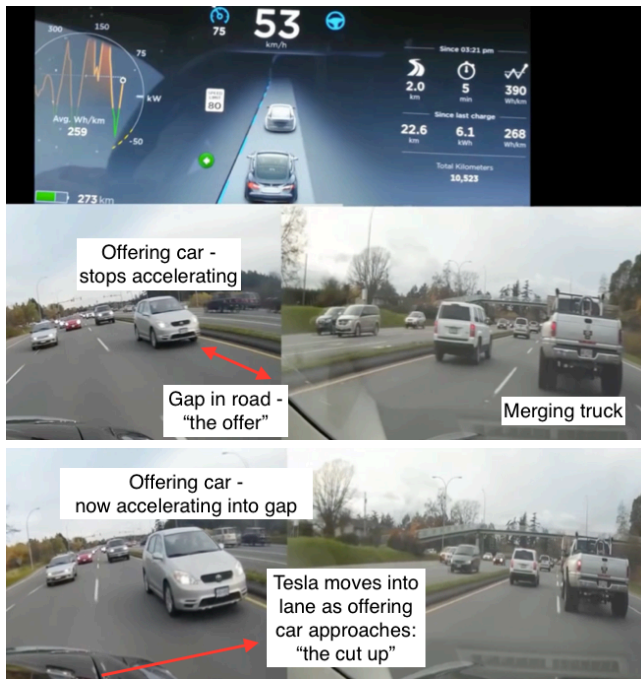 53
km/h
75
300
150
75
kW
-50
Avg. Wh/km
259
273 km
SPEED
LIMIT
80
Since 03:21 pm
2.0
km
5
min
390
Wh/km
Since last charge
22.6
km
6.1
kWh
268
Wh/km
Total Kilometers
10,523
Offering car -
stops accelerating
Gap in road -
“the offer”
Merging truck
Offering car -
now accelerating into gap
Tesla moves into
lane as offering
car approaches:
“the cut up”